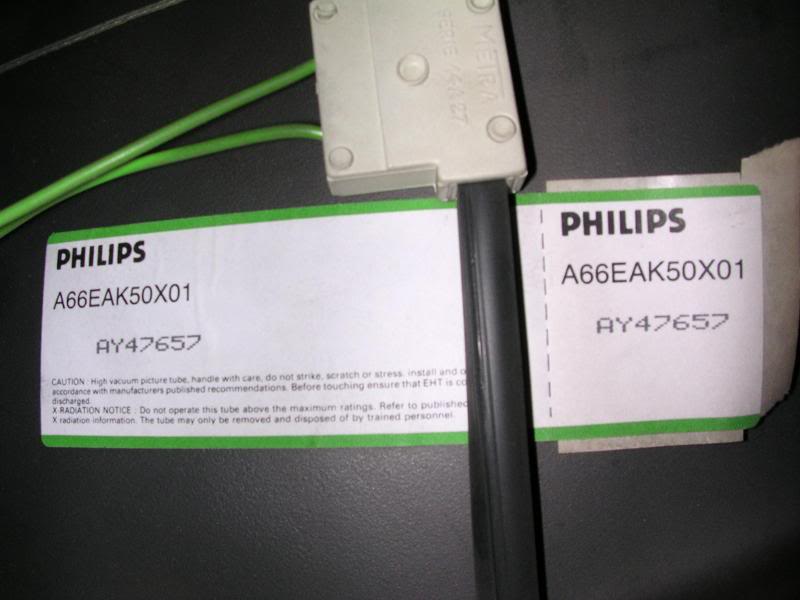 METRA
SERIE 14A27
PHILIPS
A66EAK50X01
AY47657
CAUTION : High vacuum picture tube, handle with care, do not strike, scratch or stress. install and
accordance with manufacturers published recommendations. Before touching ensure that EHT is
discharged.
X-RADIATION NOTICE : Do not operate this tube above the maximum ratings. Refer to published
X radiation information. The tube may only be removed and disposed of by trained personnel.
PHILIPS
A66EAK50X01
AY47657